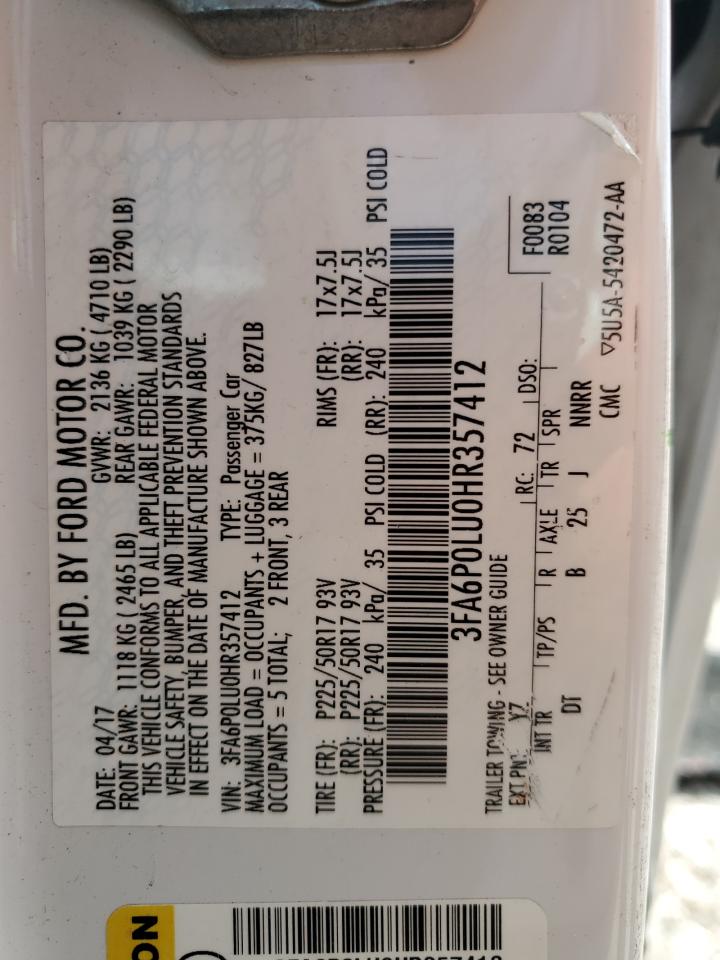 MFD. BY FORD MOTOR CO.
DATE: 04/17 GVWR: 2136 KG ( 4710 LB)
FRONT GAWR: 1118 KG ( 2465 LB) REAR GAWR: 1039 KG ( 2290 LB)
THIS VEHICLE CONFORMS TO ALL APPLICABLE FEDERAL MOTOR
VEHICLE SAFETY, BUMPER, AND THEFT PREVENTION STANDARDS
IN EFFECT ON THE DATE OF MANUFACTURE SHOWN ABOVE.
VIN: 3FA6P0LU0HR357412 TYPE: Passenger Car
MAXIMUM LOAD = OCCUPANTS + LUGGAGE = 375KG/ 827LB
OCCUPANTS = 5 TOTAL; 2 FRONT, 3 REAR
TIRE (FR): P225/50R17 93V RIMS (FR): 17x7.5J
(RR): P225/50R17 93V (RR): 17x7.5J
PRESSURE (FR): 240 kPa/ 35 PSI COLD (RR): 240 kPa/ 35 PSI COLD
3FA6P0LU0HR357412
TRAILER TOWING - SEE OWNER GUIDE
F0083
R0104
EXT PNT: YZ RC: 72 DSO:
INT TR TP/PS R AXLE TR SPR
DT B 25 J NNRR
CMC ▽5U5A-5420472-AA